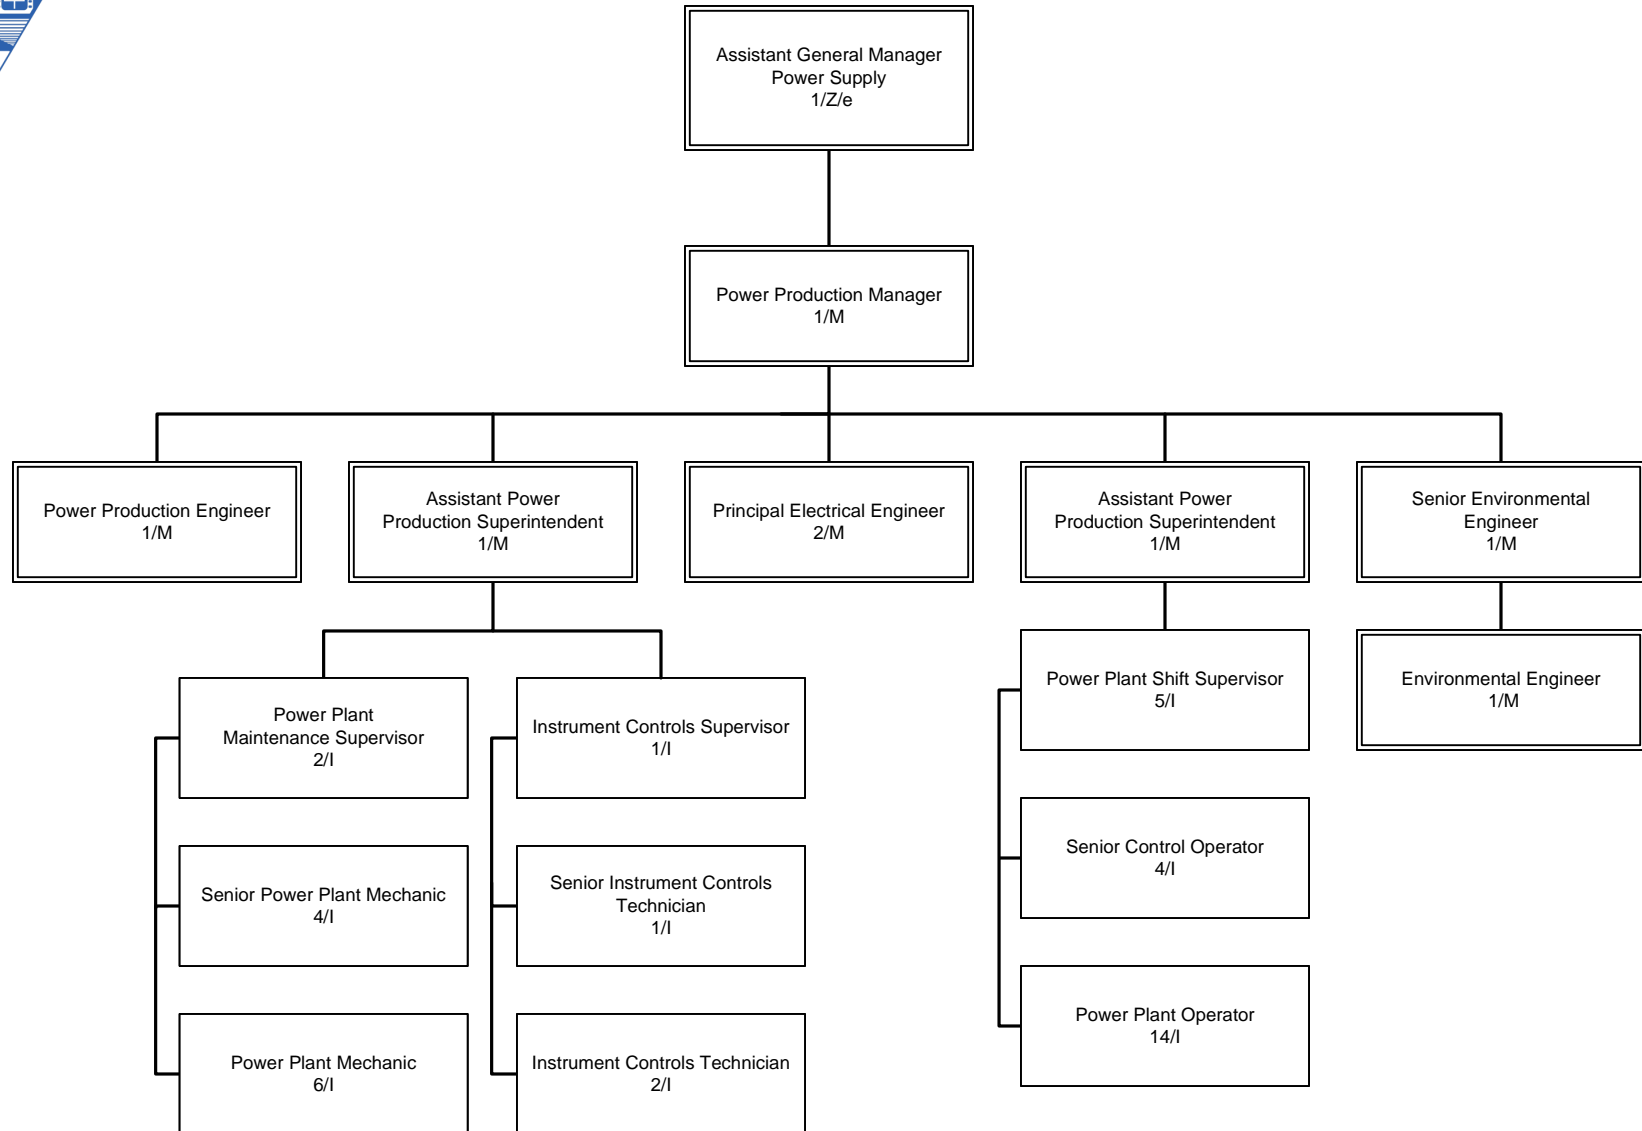 Assistant General Manager
Power Supply
1/Z/e
Power Production Manager
1/M
Power Production Engineer
1/M
Assistant Power
Production Superintendent
1/M
Principal Electrical Engineer
2/M
Assistant Power
Production Superintendent
1/M
Senior Environmental
Engineer
1/M
Power Plant
Maintenance Supervisor
2/I
Instrument Controls Supervisor
1/I
Power Plant Shift Supervisor
5/I
Environmental Engineer
1/M
Senior Power Plant Mechanic
4/I
Senior Instrument Controls
Technician
1/I
Senior Control Operator
4/I
Power Plant Mechanic
6/I
Instrument Controls Technician
2/I
Power Plant Operator
14/I